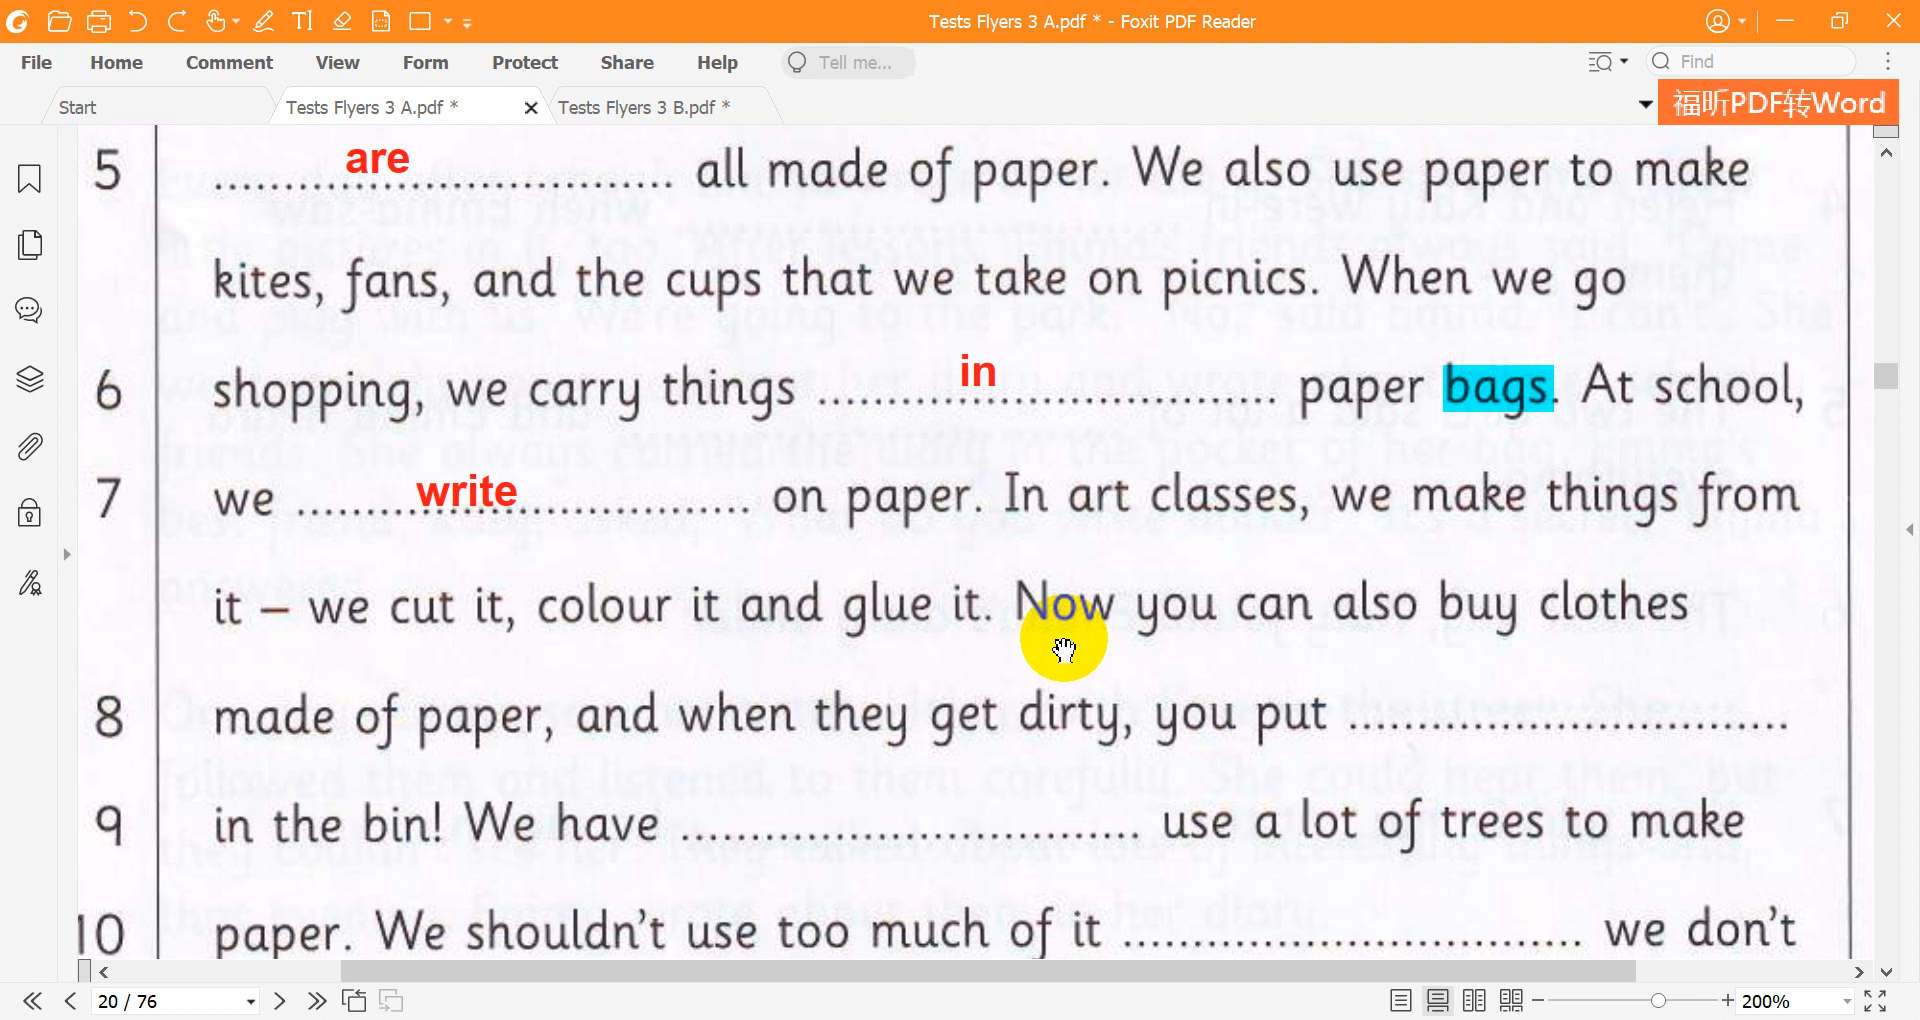 Tests Flyers 3 A.pdf * - Foxit PDF Reader
File Home Comment View Form Protect Share Help Tell me... Find
Start Tests Flyers 3 A.pdf * Tests Flyers 3 B.pdf * 福昕PDF转Word
5 are all made of paper. We also use paper to make
kites, fans, and the cups that we take on picnics. When we go
6 shopping, we carry things in paper bags. At school,
7 we write on paper. In art classes, we make things from
it – we cut it, colour it and glue it. Now you can also buy clothes
8 made of paper, and when they get dirty, you put
9 in the bin! We have use a lot of trees to make
10 paper. We shouldn't use too much of it we don't
20 / 76 200%